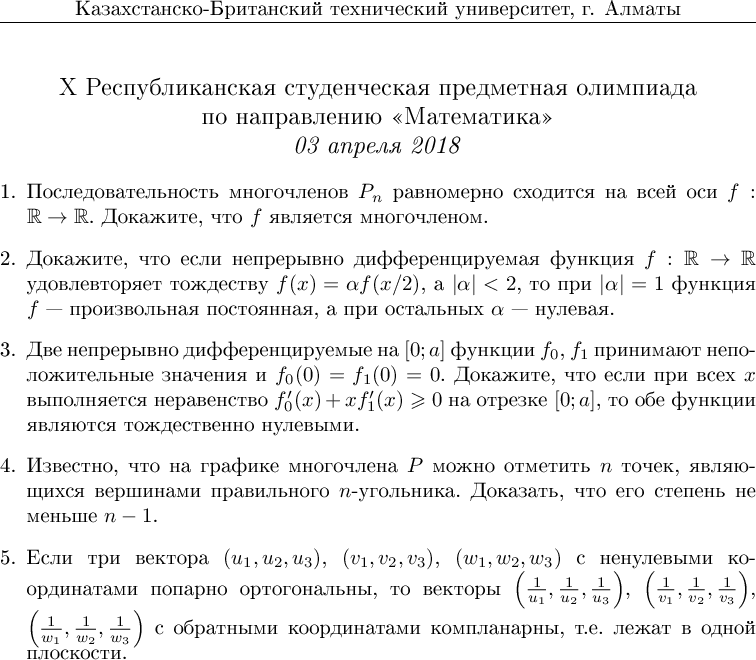 Казахстанско-Британский технический университет, г. Алматы
X Республиканская студенческая предметная олимпиада
по направлению «Математика»
03 апреля 2018
1. Последовательность многочленов $P_n$ равномерно сходится на всей оси $f$ :
$\mathbb{R} \to \mathbb{R}$. Докажите, что $f$ является многочленом.
2. Докажите, что если непрерывно дифференцируемая функция $f : \mathbb{R} \to \mathbb{R}$
удовлевторяет тождеству $f(x) = \alpha f(x/2)$, а $|\alpha| < 2$, то при $|\alpha| = 1$ функция
$f$ — произвольная постоянная, а при остальных $\alpha$ — нулевая.
3. Две непрерывно дифференцируемые на $[0; a]$ функции $f_0, f_1$ принимают непо-
ложительные значения и $f_0(0) = f_1(0) = 0$. Докажите, что если при всех $x$
выполняется неравенство $f_0'(x) + xf_1'(x) \geqslant 0$ на отрезке $[0; a]$, то обе функции
являются тождественно нулевыми.
4. Известно, что на графике многочлена $P$ можно отметить $n$ точек, являю-
щихся вершинами правильного $n$-угольника. Доказать, что его степень не
меньше $n - 1$.
5. Если три вектора $(u_1, u_2, u_3)$, $(v_1, v_2, v_3)$, $(w_1, w_2, w_3)$ с ненулевыми ко-
ординатами попарно ортогональны, то векторы $\left(\frac{1}{u_1}, \frac{1}{u_2}, \frac{1}{u_3}\right)$, $\left(\frac{1}{v_1}, \frac{1}{v_2}, \frac{1}{v_3}\right)$,
$\left(\frac{1}{w_1}, \frac{1}{w_2}, \frac{1}{w_3}\right)$ с обратными координатами компланарны, т.е. лежат в одной
плоскости.